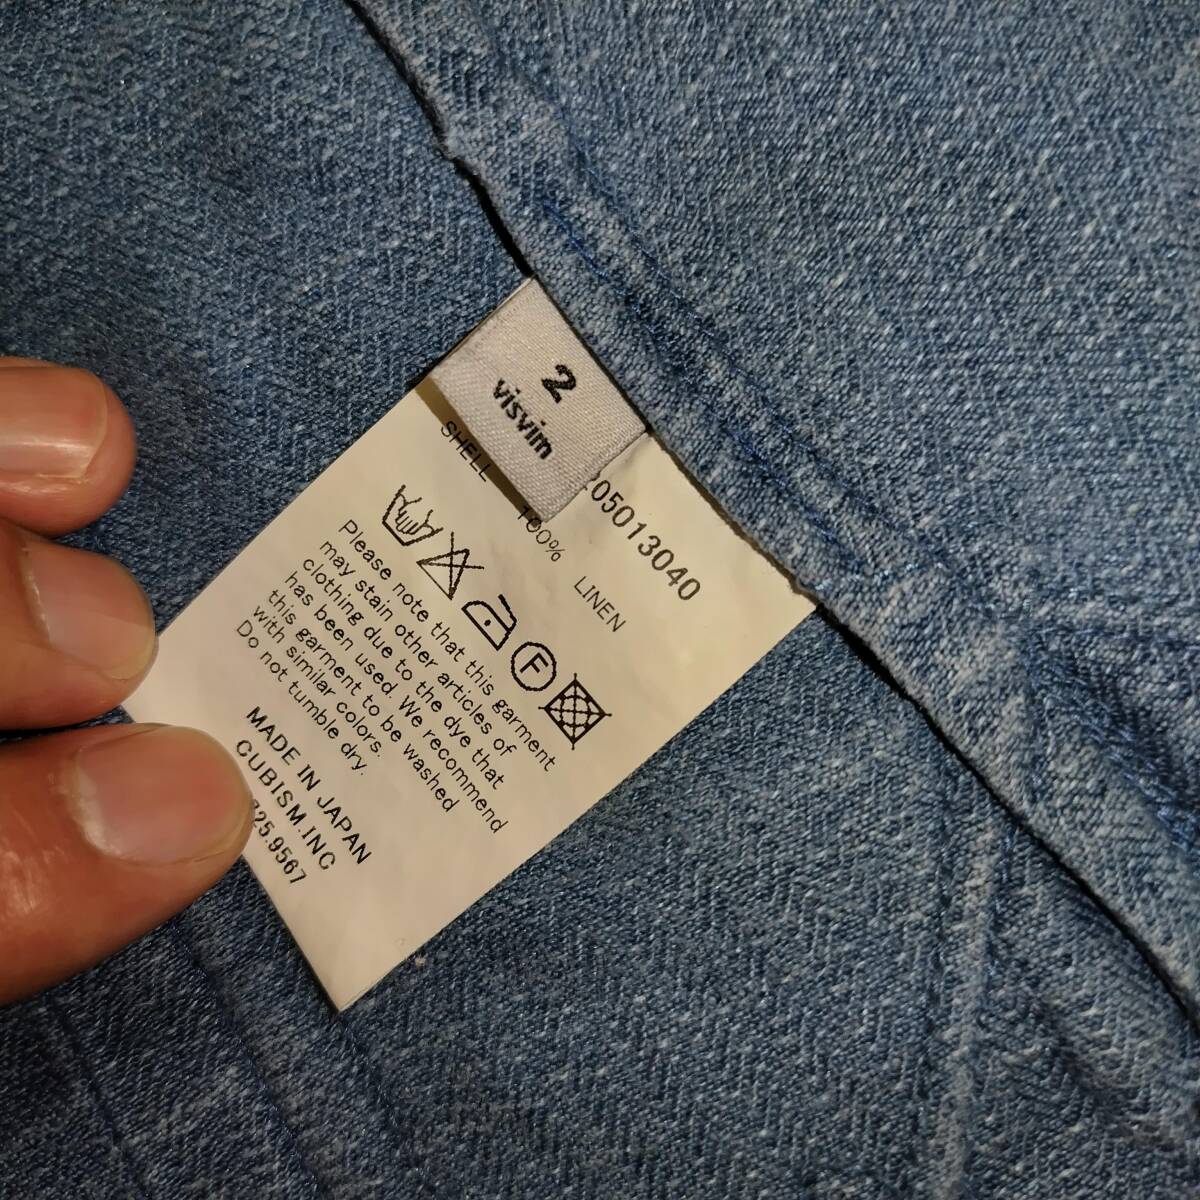 2
visvim
05013040
SHELL 100% LINEN
F
Please note that this garment
may stain other articles of
clothing due to the dye that
has been used. We recommend
this garment to be washed
with similar colors.
Do not tumble dry.
MADE IN JAPAN
CUBISM.INC
25.9567